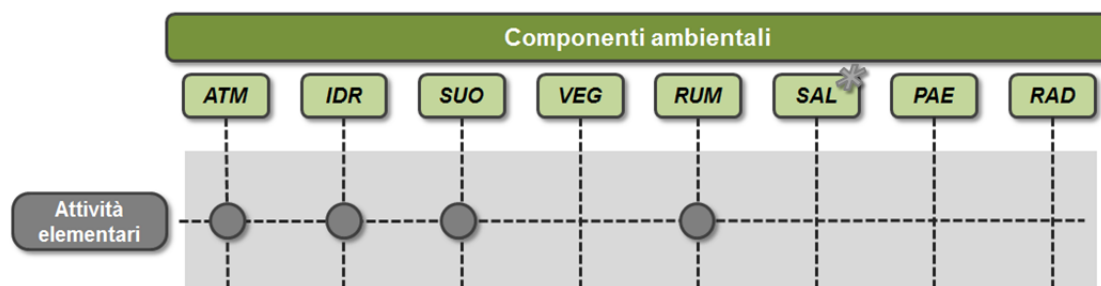 Componenti ambientali
ATM IDR SUO VEG RUM SAL* PAE RAD
Attività
elementari